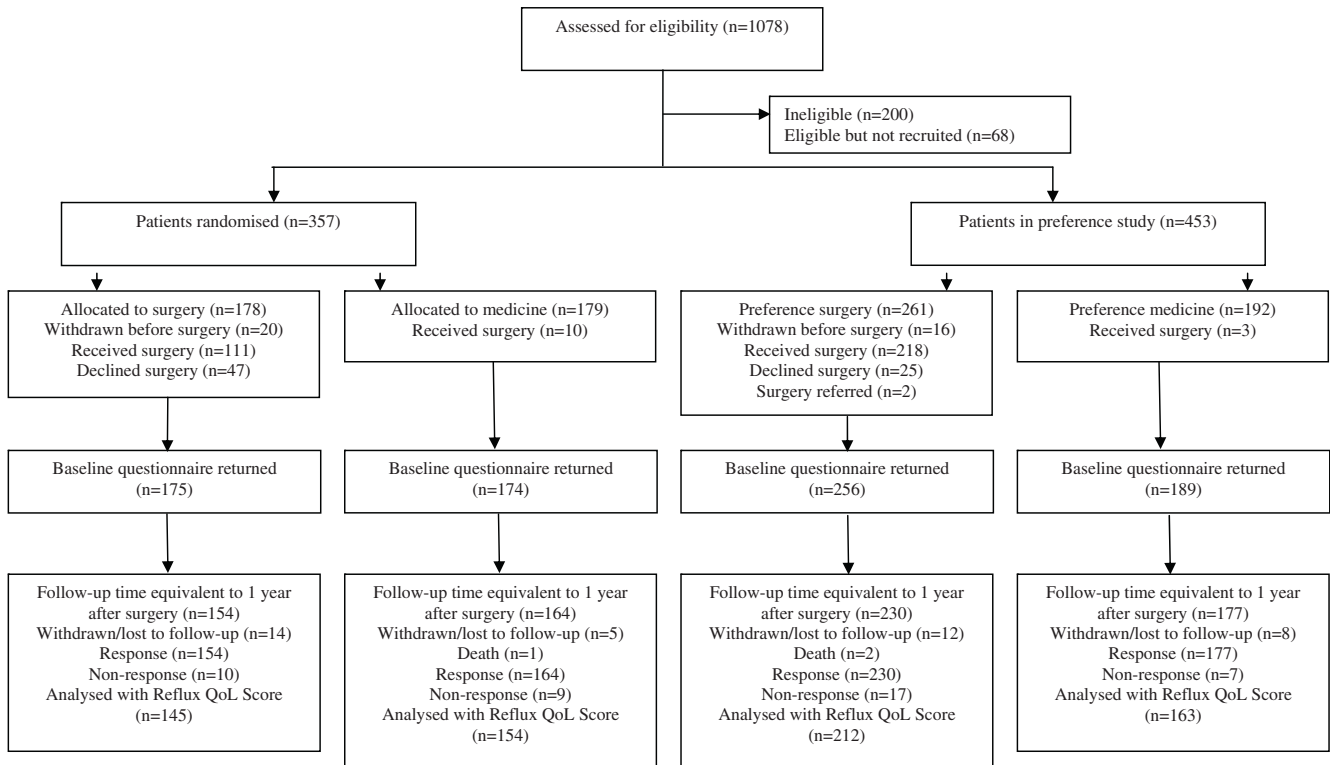 Assessed for eligibility (n=1078)
Ineligible (n=200)
Eligible but not recruited (n=68)
Patients randomised (n=357)
Patients in preference study (n=453)
Allocated to surgery (n=178)
Withdrawn before surgery (n=20)
Received surgery (n=111)
Declined surgery (n=47)
Allocated to medicine (n=179)
Received surgery (n=10)
Preference surgery (n=261)
Withdrawn before surgery (n=16)
Received surgery (n=218)
Declined surgery (n=25)
Surgery referred (n=2)
Preference medicine (n=192)
Received surgery (n=3)
Baseline questionnaire returned
(n=175)
Baseline questionnaire returned
(n=174)
Baseline questionnaire returned
(n=256)
Baseline questionnaire returned
(n=189)
Follow-up time equivalent to 1 year
after surgery (n=154)
Withdrawn/lost to follow-up (n=14)
Response (n=154)
Non-response (n=10)
Analysed with Reflux QoL Score
(n=145)
Follow-up time equivalent to 1 year
after surgery (n=164)
Withdrawn/lost to follow-up (n=5)
Death (n=1)
Response (n=164)
Non-response (n=9)
Analysed with Reflux QoL Score
(n=154)
Follow-up time equivalent to 1 year
after surgery (n=230)
Withdrawn/lost to follow-up (n=12)
Death (n=2)
Response (n=230)
Non-response (n=17)
Analysed with Reflux QoL Score
(n=212)
Follow-up time equivalent to 1 year
after surgery (n=177)
Withdrawn/lost to follow-up (n=8)
Response (n=177)
Non-response (n=7)
Analysed with Reflux QoL Score
(n=163)